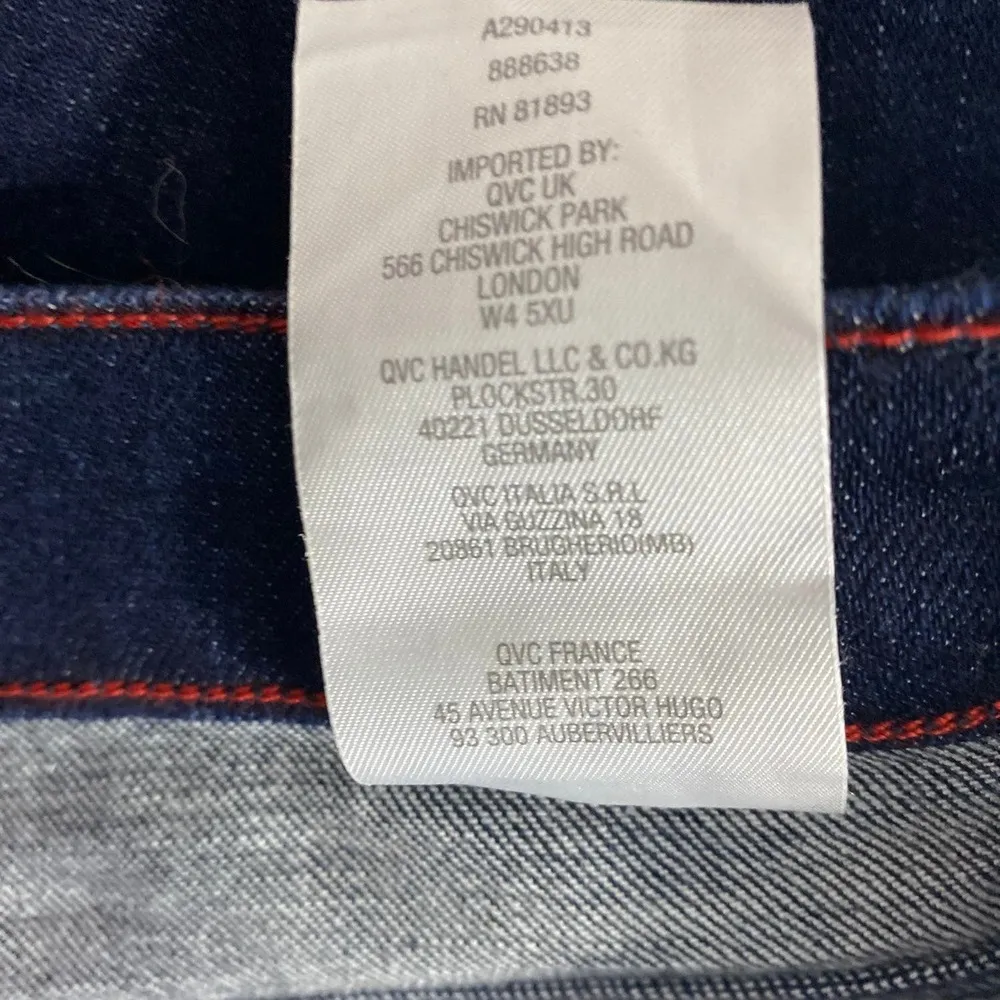 A290413
888638
RN 81893
IMPORTED BY:
QVC UK
CHISWICK PARK
566 CHISWICK HIGH ROAD
LONDON
W4 5XU
QVC HANDEL LLC & CO.KG
PLOCKSTR.30
40221 DUSSELDORF
GERMANY
QVC ITALIA S.R.L
VIA GUZZINA 18
20861 BRUGHERIO(MB)
ITALY
QVC FRANCE
BATIMENT 266
45 AVENUE VICTOR HUGO
93 300 AUBERVILLIERS